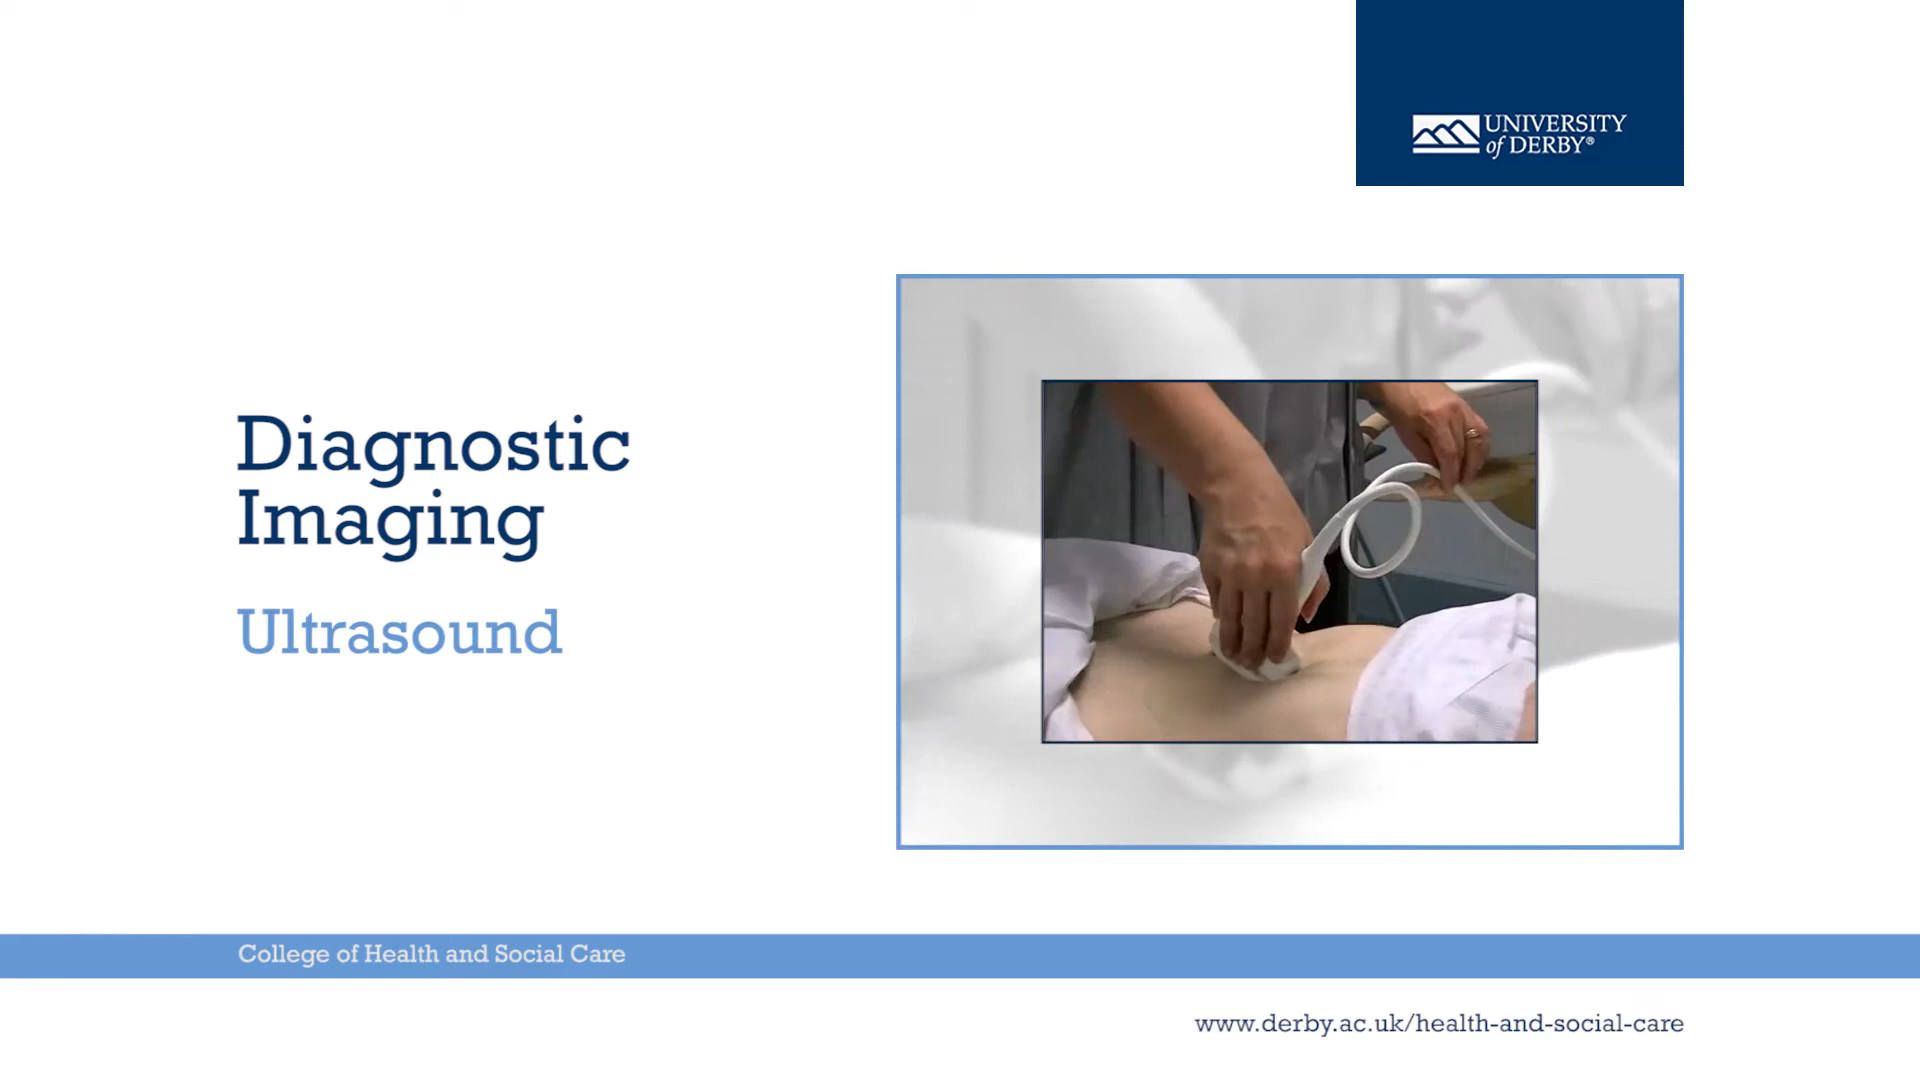 UNIVERSITY
of DERBY®
Diagnostic
Imaging
Ultrasound
College of Health and Social Care
www.derby.ac.uk/health-and-social-care